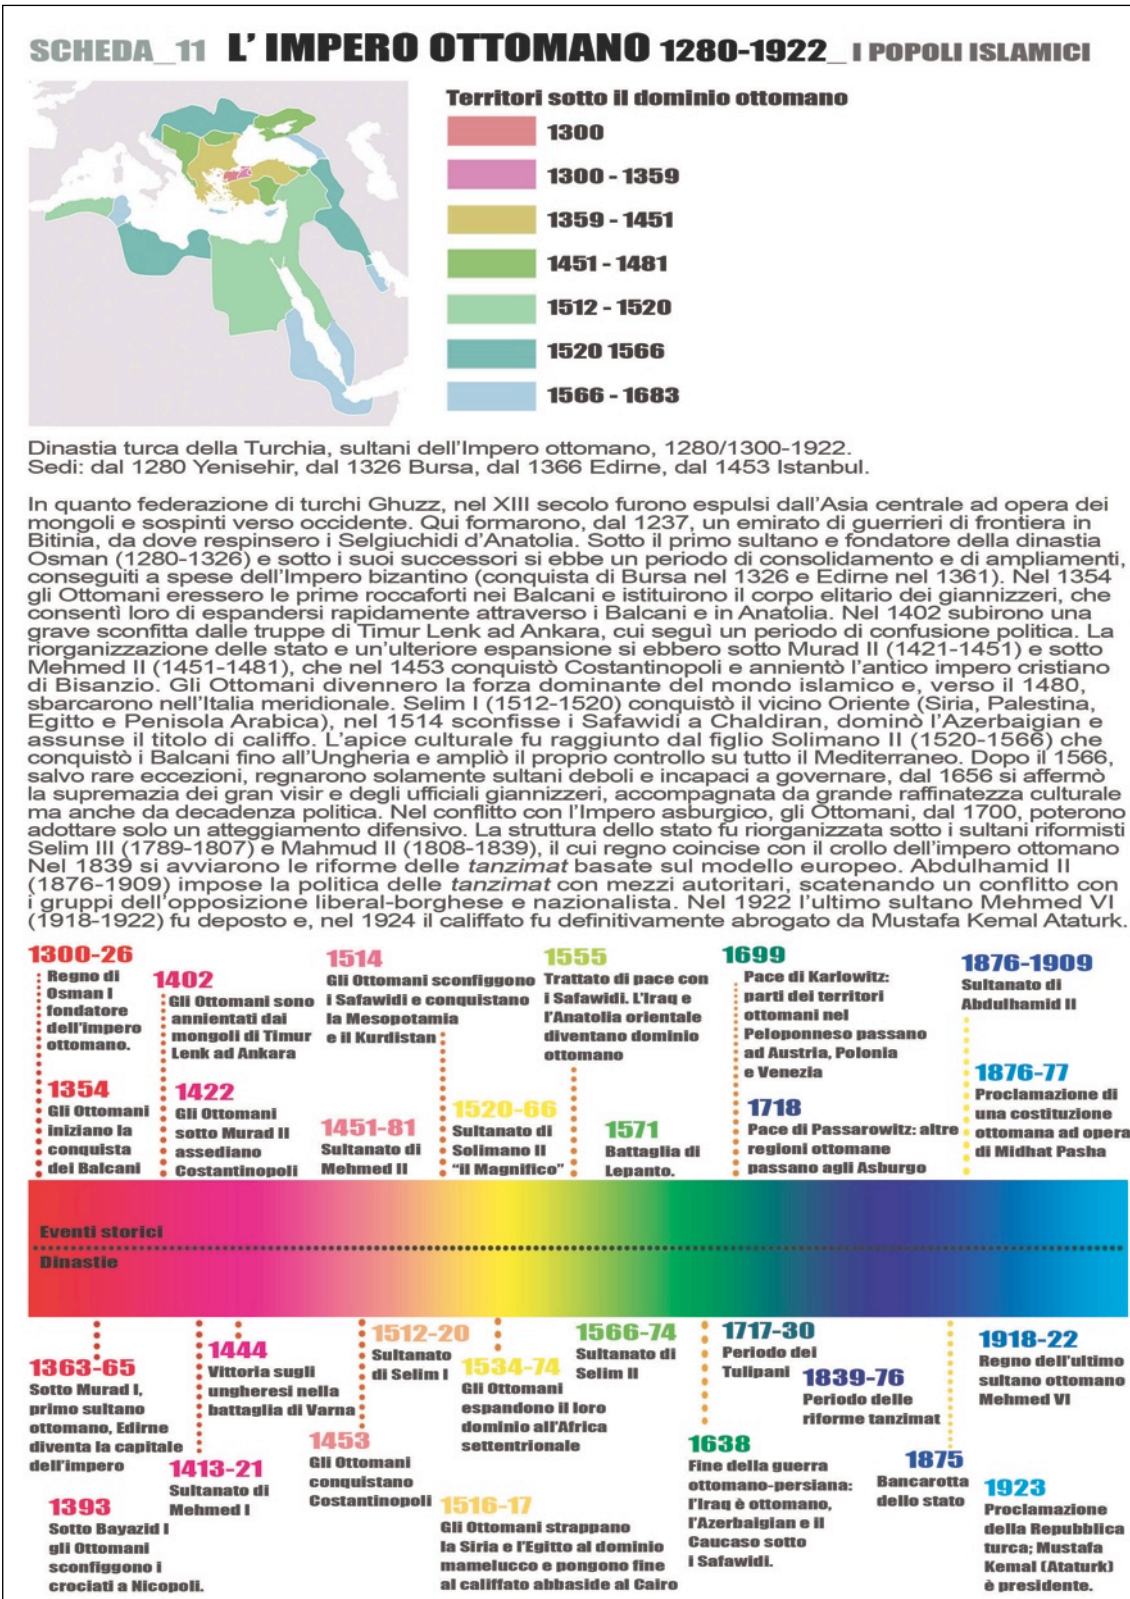 SCHEDA_11 L' IMPERO OTTOMANO 1280-1922_ I POPOLI ISLAMICI
Territori sotto il dominio ottomano
1300
1300 - 1359
1359 - 1451
1451 - 1481
1512 - 1520
1520 1566
1566 - 1683
Dinastia turca della Turchia, sultani dell'Impero ottomano, 1280/1300-1922.
Sedi: dal 1280 Yenisehir, dal 1326 Bursa, dal 1366 Edirne, dal 1453 Istanbul.
In quanto federazione di turchi Ghuzz, nel XIII secolo furono espulsi dall'Asia centrale ad opera dei
mongoli e sospinti verso occidente. Qui formarono, dal 1237, un emirato di guerrieri di frontiera in
Bitinia, da dove respinsero i Selgiuchidi d'Anatolia. Sotto il primo sultano e fondatore della dinastia
Osman (1280-1326) e sotto i suoi successori si ebbe un periodo di consolidamento e di ampliamenti,
conseguiti a spese dell'Impero bizantino (conquista di Bursa nel 1326 e Edirne nel 1361). Nel 1354
gli Ottomani eressero le prime roccaforti nei Balcani e istituirono il corpo elitario dei giannizzeri, che
consentì loro di espandersi rapidamente attraverso i Balcani e in Anatolia. Nel 1402 subirono una
grave sconfitta dalle truppe di Timur Lenk ad Ankara, cui seguì un periodo di confusione politica. La
riorganizzazione delle stato e un'ulteriore espansione si ebbero sotto Murad II (1421-1451) e sotto
Mehmed II (1451-1481), che nel 1453 conquistò Costantinopoli e annientò l'antico impero cristiano
di Bisanzio. Gli Ottomani divennero la forza dominante del mondo islamico e, verso il 1480,
sbarcarono nell'Italia meridionale. Selim I (1512-1520) conquistò il vicino Oriente (Siria, Palestina,
Egitto e Penisola Arabica), nel 1514 sconfisse i Safawidi a Chaldiran, dominò l'Azerbaigian e
assunse il titolo di califfo. L'apice culturale fu raggiunto dal figlio Solimano II (1520-1566) che
conquistò i Balcani fino all'Ungheria e ampliò il proprio controllo su tutto il Mediterraneo. Dopo il 1566,
salvo rare eccezioni, regnarono solamente sultani deboli e incapaci a governare, dal 1656 si affermò
la supremazia dei gran visir e degli ufficiali giannizzeri, accompagnata da grande raffinatezza culturale
ma anche da decadenza politica. Nel conflitto con l'Impero asburgico, gli Ottomani, dal 1700, poterono
adottare solo un atteggiamento difensivo. La struttura dello stato fu riorganizzata sotto i sultani riformisti
Selim III (1789-1807) e Mahmud II (1808-1839), il cui regno coincise con il crollo dell'impero ottomano
Nel 1839 si avviarono le riforme delle tanzimat basate sul modello europeo. Abdulhamid II
(1876-1909) impose la politica delle tanzimat con mezzi autoritari, scatenando un conflitto con
i gruppi dell'opposizione liberal-borghese e nazionalista. Nel 1922 l'ultimo sultano Mehmed VI
(1918-1922) fu deposto e, nel 1924 il califfato fu definitivamente abrogato da Mustafa Kemal Ataturk.
1300-26
Regno di
Osman I
fondatore
dell'impero
ottomano.
1354
Gli Ottomani
iniziano la
conquista
dei Balcani
1402
Gli Ottomani sono
annientati dai
mongoli di Timur
Lenk ad Ankara
1422
Gli Ottomani
sotto Murad II
assediano
Costantinopoli
1514
Gli Ottomani sconfiggono
i Safawidi e conquistano
la Mesopotamia
e il Kurdistan
1451-81
Sultanato di
Mehmed II
1520-66
Sultanato di
Solimano II
"il Magnifico"
1555
Trattato di pace con
i Safawidi. L'Iraq e
l'Anatolia orientale
diventano dominio
ottomano
1571
Battaglia di
Lepanto.
1699
Pace di Karlowitz:
parti dei territori
ottomani nel
Peloponneso passano
ad Austria, Polonia
e Venezia
1718
Pace di Passarowitz: altre
regioni ottomane
passano agli Asburgo
1876-1909
Sultanato di
Abdulhamid II
1876-77
Proclamazione di
una costituzione
ottomana ad opera
di Midhat Pasha
Eventi storici
Dinastie
1363-65
Sotto Murad I,
primo sultano
ottomano, Edirne
diventa la capitale
dell'impero
1393
Sotto Bayazid I
gli Ottomani
sconfiggono i
crociati a Nicopoli.
1413-21
Sultanato di
Mehmed I
1444
Vittoria sugli
ungheresi nella
battaglia di Varna
1453
Gli Ottomani
conquistano
Costantinopoli
1512-20
Sultanato
di Selim I
1534-74
Gli Ottomani
espandono il loro
dominio all'Africa
settentrionale
1516-17
Gli Ottomani strappano
la Siria e l'Egitto al dominio
mamelucco e pongono fine
al califfato abbaside al Cairo
1566-74
Sultanato di
Selim II
1717-30
Periodo dei
Tulipani
1638
Fine della guerra
ottomano-persiana:
l'Iraq è ottomano,
l'Azerbaigian e il
Caucaso sotto
i Safawidi.
1839-76
Periodo delle
riforme tanzimat
1875
Bancarotta
dello stato
1918-22
Regno dell'ultimo
sultano ottomano
Mehmed VI
1923
Proclamazione
della Repubblica
turca; Mustafa
Kemal (Ataturk)
è presidente.